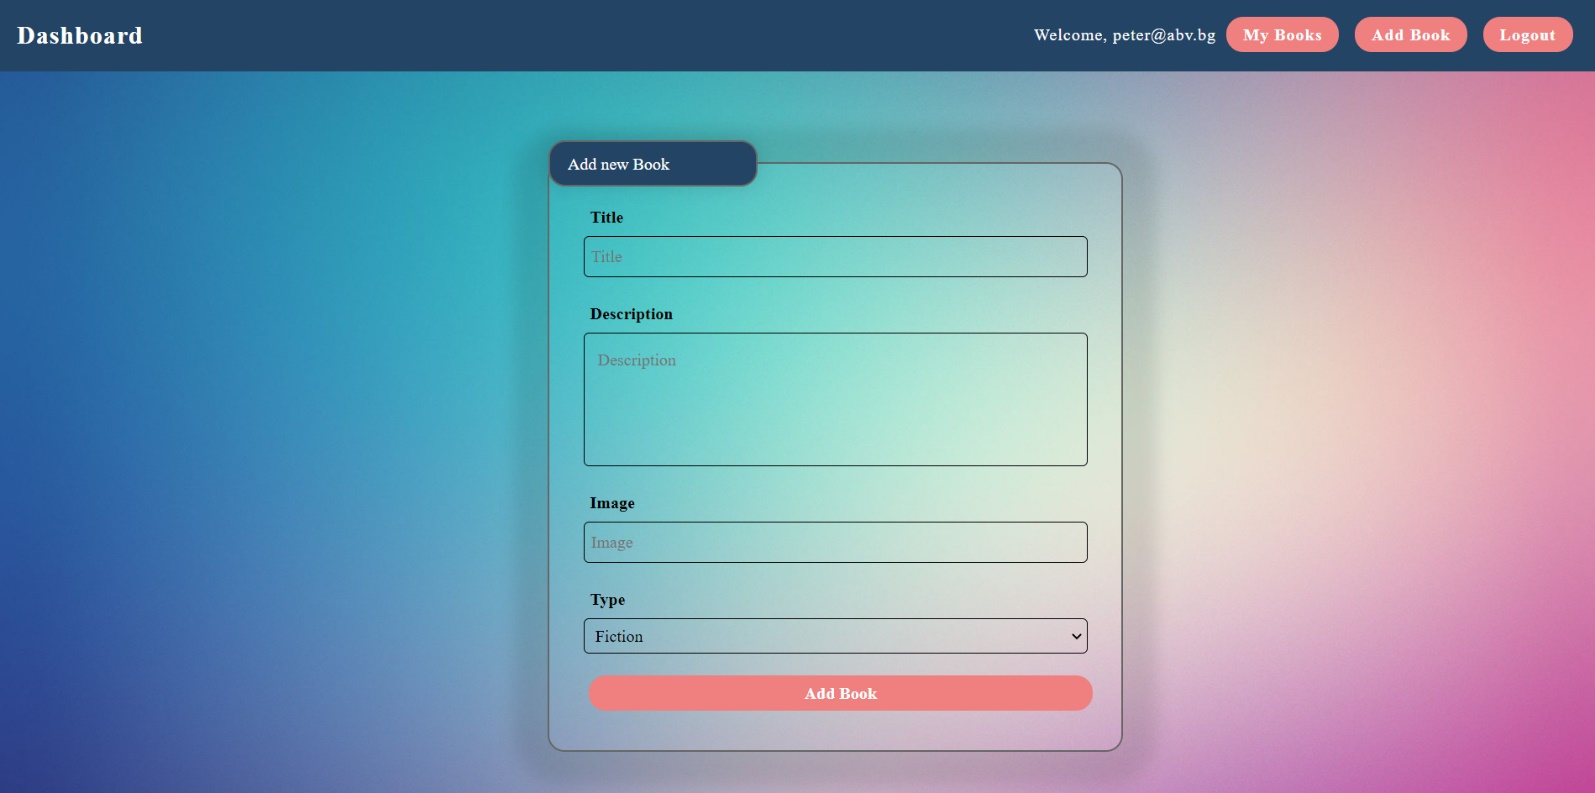 Dashboard
Welcome, peter@abv.bg My Books Add Book Logout
Add new Book
Title
Title
Description
Description
Image
Image
Type
Fiction
Add Book